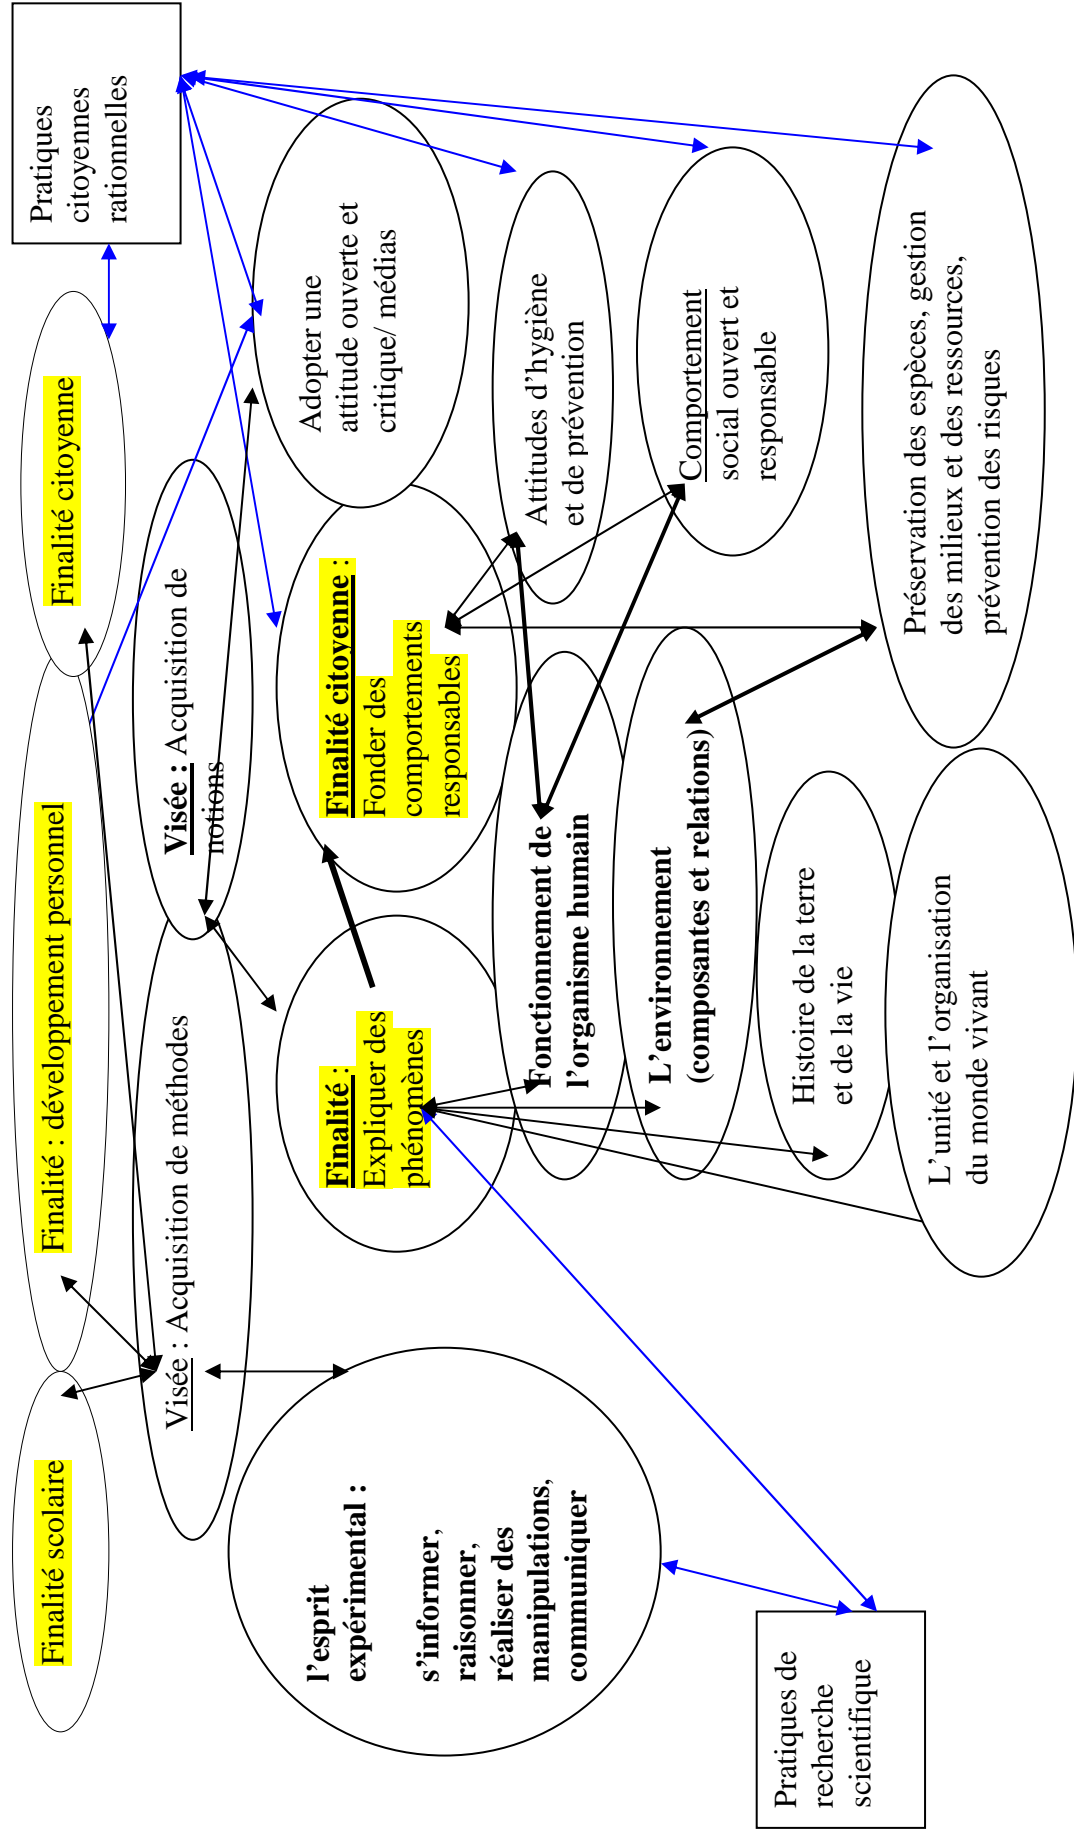 Finalité scolaire
Finalité : développement personnel
Finalité citoyenne
Pratiques
citoyennes
rationnelles
Visée : Acquisition de méthodes
Visée : Acquisition de
notions
l'esprit
expérimental :
s'informer,
raisonner,
réaliser des
manipulations,
communiquer
Finalité :
Expliquer des
phénomènes
Finalité citoyenne :
Fonder des
comportements
responsables
Adopter une
attitude ouverte et
critique/ médias
Fonctionnement de
l'organisme humain
Attitudes d'hygiène
et de prévention
L'environnement
(composantes et relations)
Comportement
social ouvert et
responsable
Histoire de la terre
et de la vie
L'unité et l'organisation
du monde vivant
Préservation des espèces, gestion
des milieux et des ressources,
prévention des risques
Pratiques de
recherche
scientifique